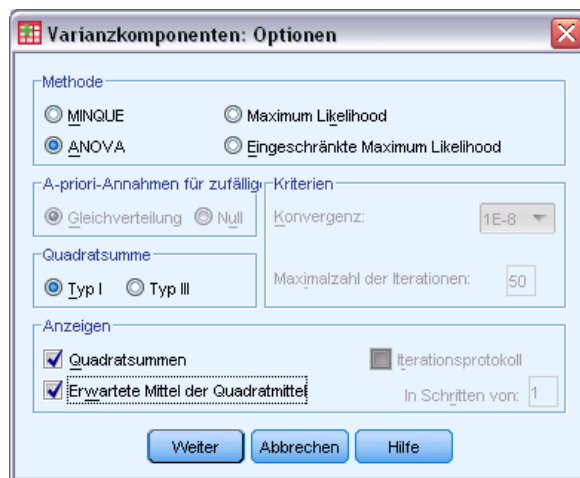 Varianzkomponenten: Optionen
Methode
MINQUE
Maximum Likelihood
ANOVA
Eingeschränkte Maximum Likelihood
A-priori-Annahmen für zufällig
Gleichverteilung
Null
Kriterien
Konvergenz:
1E-8
Maximalzahl der Iterationen:
50
Quadratsumme
Typ I
Typ III
Anzeigen
Quadratsummen
Iterationsprotokoll
Erwartete Mittel der Quadratmittel
In Schritten von:
1
Weiter
Abbrechen
Hilfe